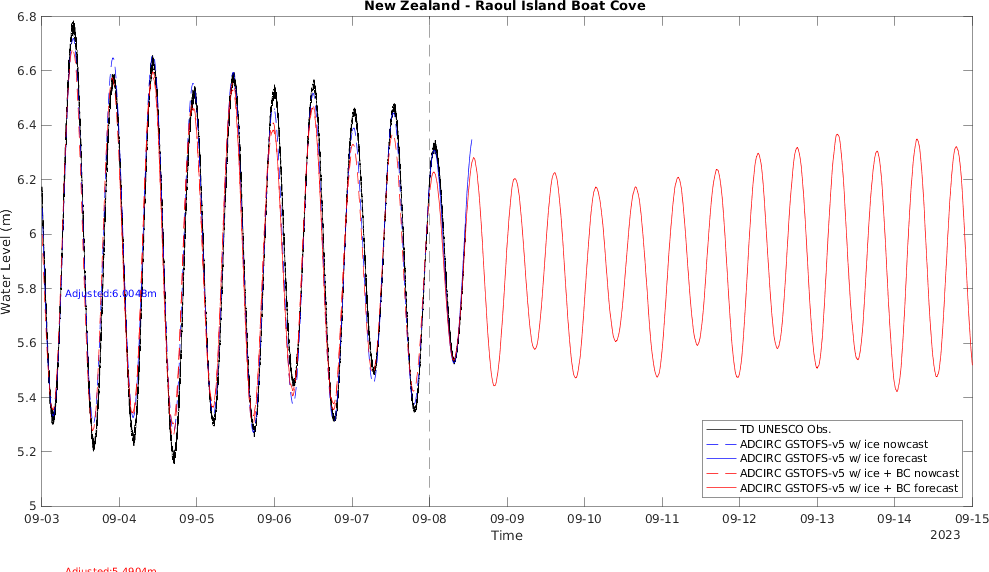 New Zealand - Raoul Island Boat Cove
6.8
6.6
6.4
6.2
6
5.8
5.6
5.4
5.2
5
Water Level (m)
Adjusted:6.0043m
TD UNESCO Obs.
ADCIRC GSTOFS-v5 w/ ice nowcast
ADCIRC GSTOFS-v5 w/ ice forecast
ADCIRC GSTOFS-v5 w/ ice + BC nowcast
ADCIRC GSTOFS-v5 w/ ice + BC forecast
09-03 09-04 09-05 09-06 09-07 09-08 09-09 09-10 09-11 09-12 09-13 09-14 09-15
Time
2023
Adjusted:5.4904m